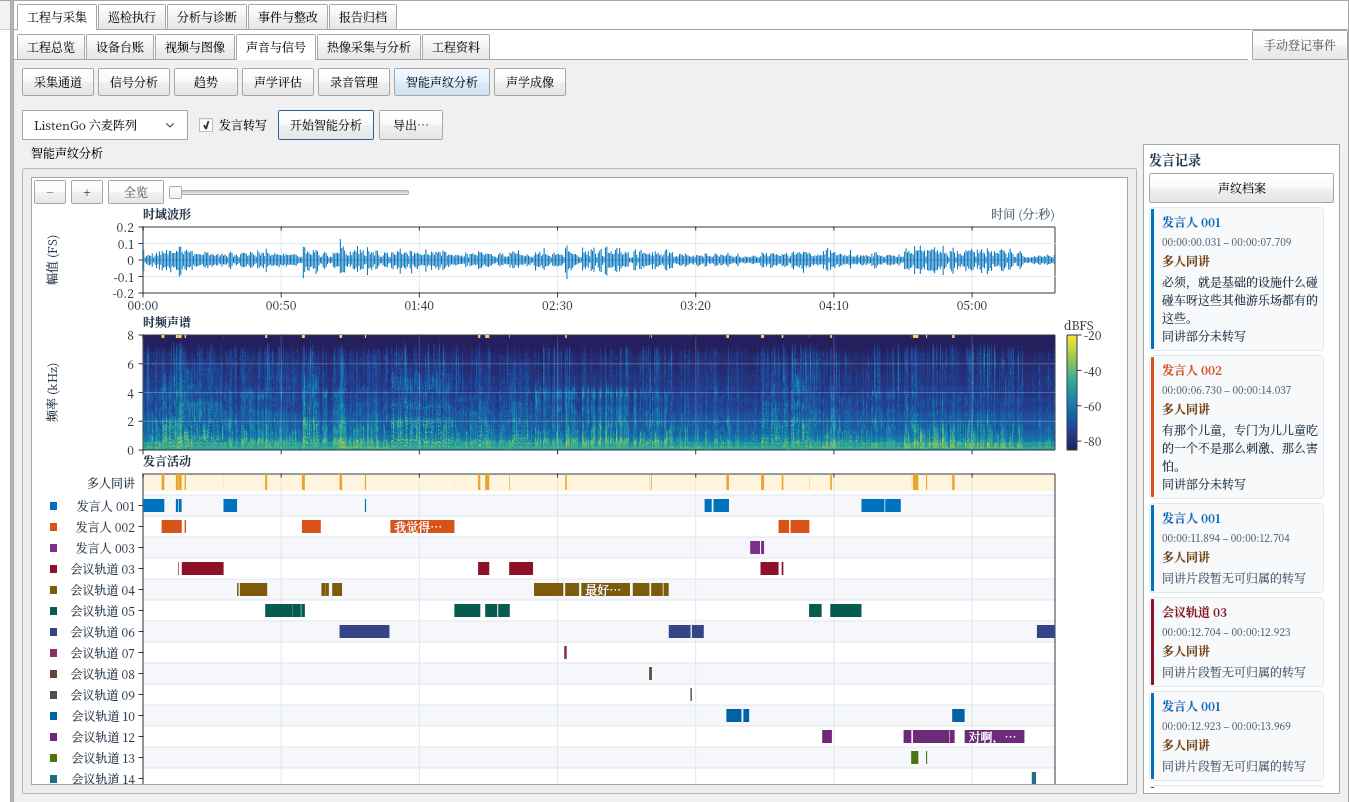 工程与采集 巡检执行 分析与诊断 事件与整改 报告归档
工程总览 设备台账 视频与图像 声音与信号 热像采集与分析 工程资料 手动登记事件
采集通道 信号分析 趋势 声学评估 录音管理 智能声纹分析 声学成像
ListenGo 六麦阵列 发言转写 开始智能分析 导出…
智能声纹分析
− + 全览
时域波形 时间 (分:秒)
幅值 (FS)
0.2
0.1
0
-0.1
-0.2
00:00 00:50 01:40 02:30 03:20 04:10 05:00
时频声谱 dBFS
频率 (kHz)
8
6
4
2
0
-20
-40
-60
-80
发言活动
多人同讲
发言人 001
发言人 002 我觉得…
发言人 003
会议轨道 03
会议轨道 04 最好…
会议轨道 05
会议轨道 06
会议轨道 07
会议轨道 08
会议轨道 09
会议轨道 10
会议轨道 12 对啊，…
会议轨道 13
会议轨道 14
发言记录
声纹档案
发言人 001
00:00:00.031 – 00:00:07.709
多人同讲
必须，就是基础的设施什么碰
碰车呀这些其他游乐场都有的
这些。
同讲部分未转写
发言人 002
00:00:06.730 – 00:00:14.037
多人同讲
有那个儿童，专门为儿儿童吃
的一个不是那么刺激、那么害
怕。
同讲部分未转写
发言人 001
00:00:11.894 – 00:00:12.704
多人同讲
同讲片段暂无可归属的转写
会议轨道 03
00:00:12.704 – 00:00:12.923
多人同讲
同讲片段暂无可归属的转写
发言人 001
00:00:12.923 – 00:00:13.969
多人同讲
同讲片段暂无可归属的转写